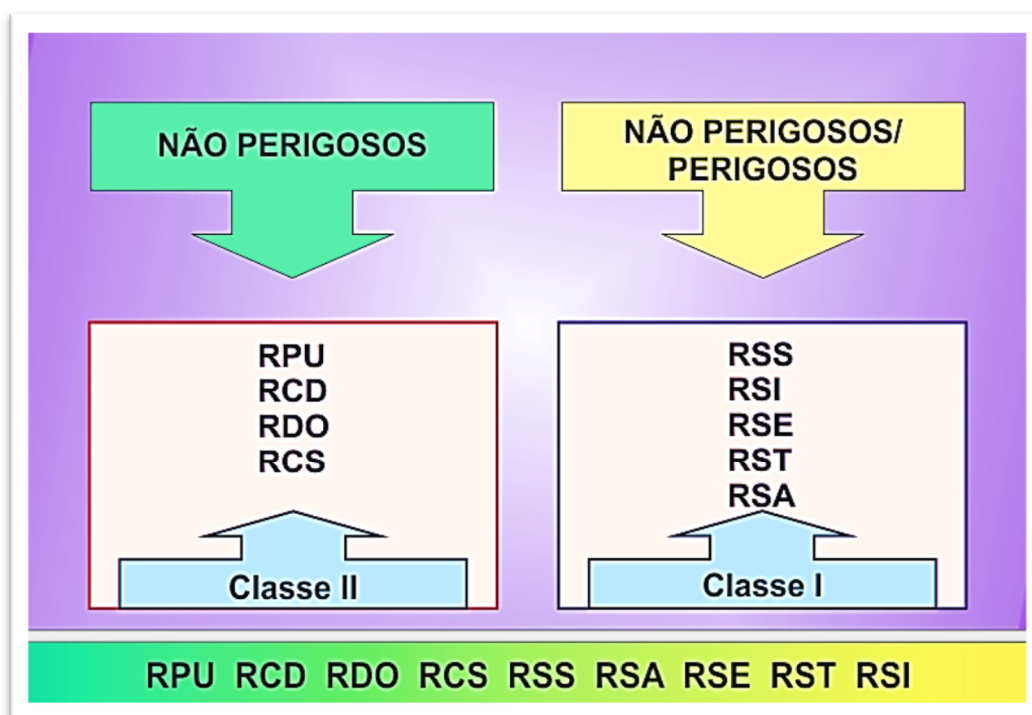 NÃO PERIGOSOS
NÃO PERIGOSOS/
PERIGOSOS
RPU
RCD
RDO
RCS
Classe II
RSS
RSI
RSE
RST
RSA
Classe I
RPU RCD RDO RCS RSS RSA RSE RST RSI